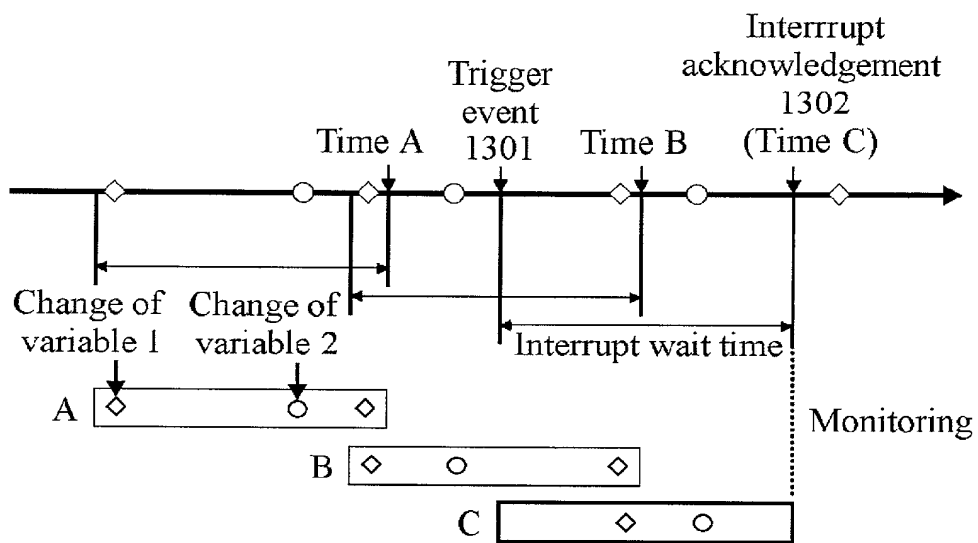 Interrrupt
acknowledgement
1302
(Time C)
Trigger
event
1301
Time A
Time B
Change of
variable 1
Change of
variable 2
Interrupt wait time
A
Monitoring
B
C